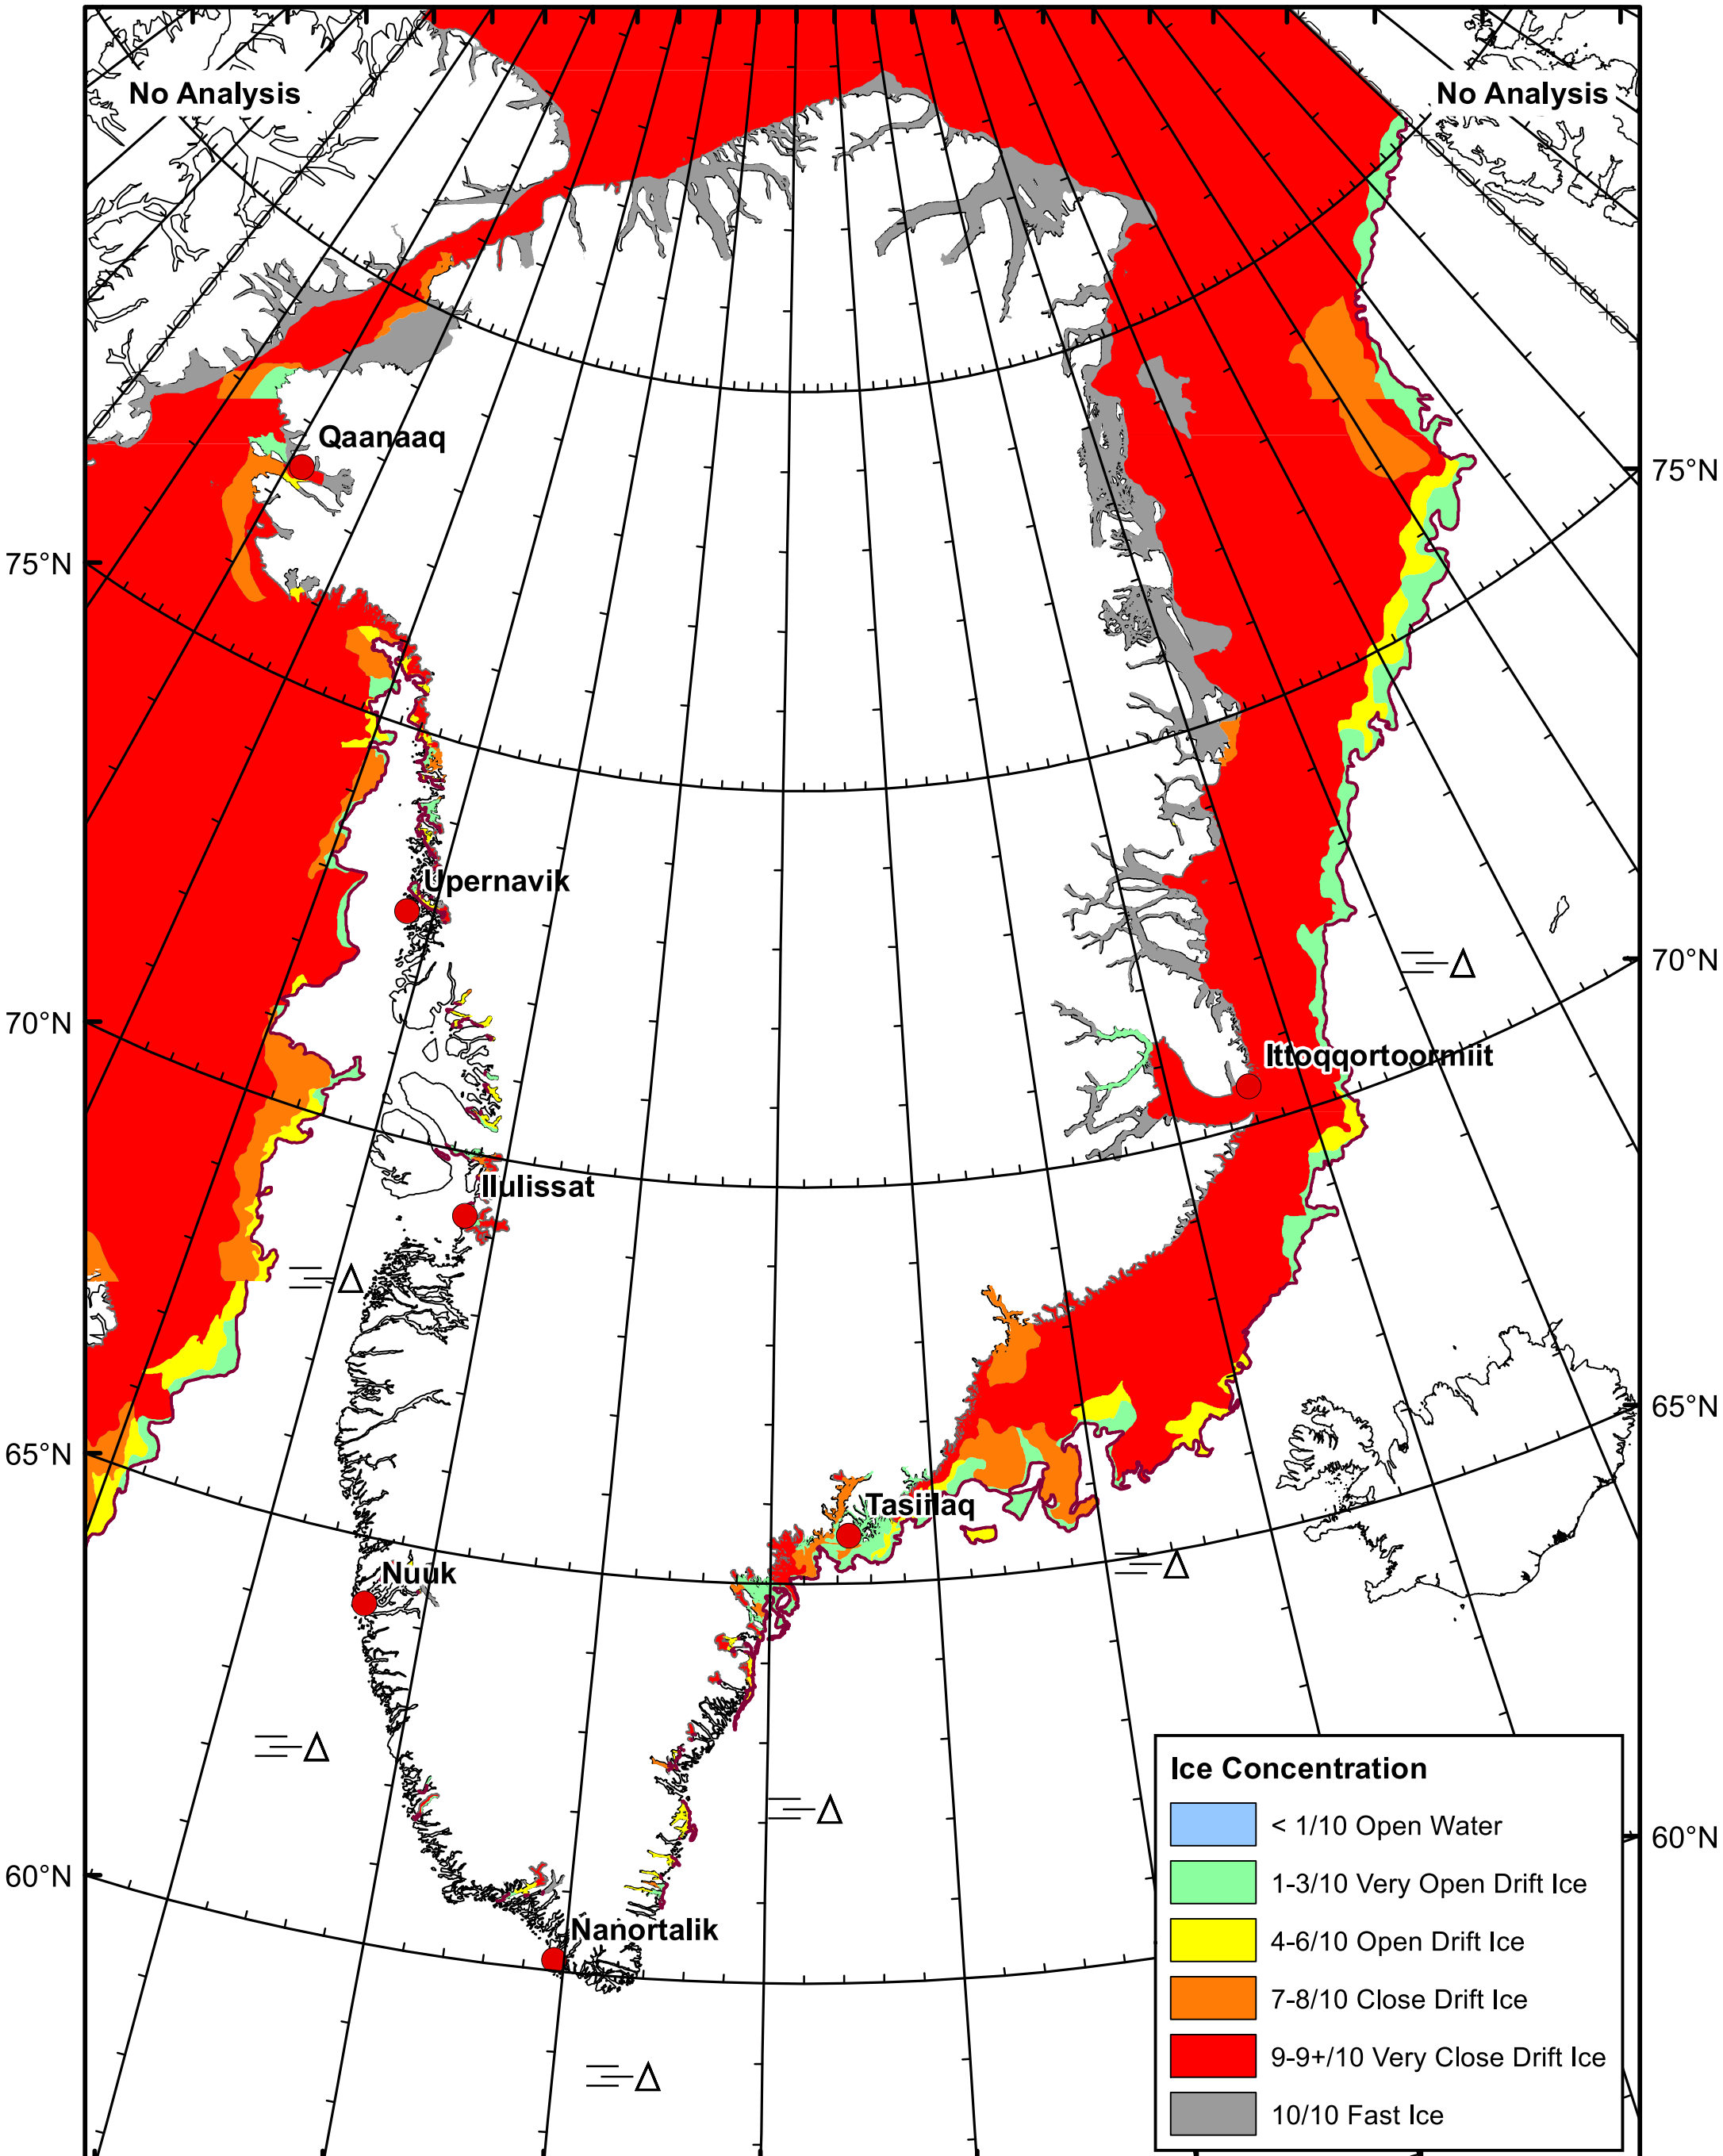 No Analysis
No Analysis
Qaanaaq
75°N
75°N
Upernavik
70°N
70°N
Ittoqqortoormiit
Ilulissat
65°N
65°N
Tasiilaq
Nuuk
Ice Concentration
< 1/10 Open Water
1-3/10 Very Open Drift Ice
4-6/10 Open Drift Ice
7-8/10 Close Drift Ice
9-9+/10 Very Close Drift Ice
10/10 Fast Ice
60°N
60°N
Nanortalik